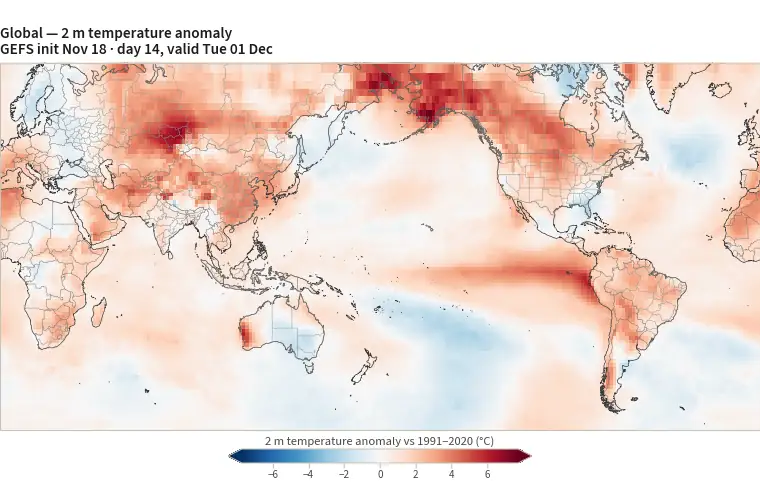 Global — 2 m temperature anomaly
GEFS init Nov 18 · day 14, valid Tue 01 Dec
2 m temperature anomaly vs 1991–2020 (°C)
−6 −4 −2 0 2 4 6